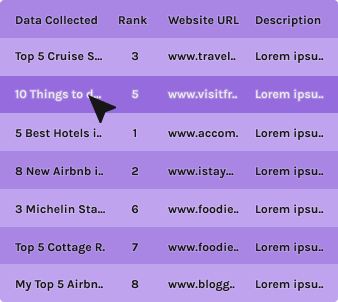 Data Collected Rank Website URL Description
Top 5 Cruise S... 3 www.travel.. Lorem ipsu..
10 Things to d... 5 www.visitfr.. Lorem ipsu..
5 Best Hotels i.. 1 www.accom. Lorem ipsu..
8 New Airbnb i.. 2 www.istay... Lorem ipsu..
3 Michelin Sta... 6 www.foodie.. Lorem ipsu..
Top 5 Cottage R. 7 www.foodie.. Lorem ipsu..
My Top 5 Airbn.. 8 www.blogg.. Lorem ipsu..